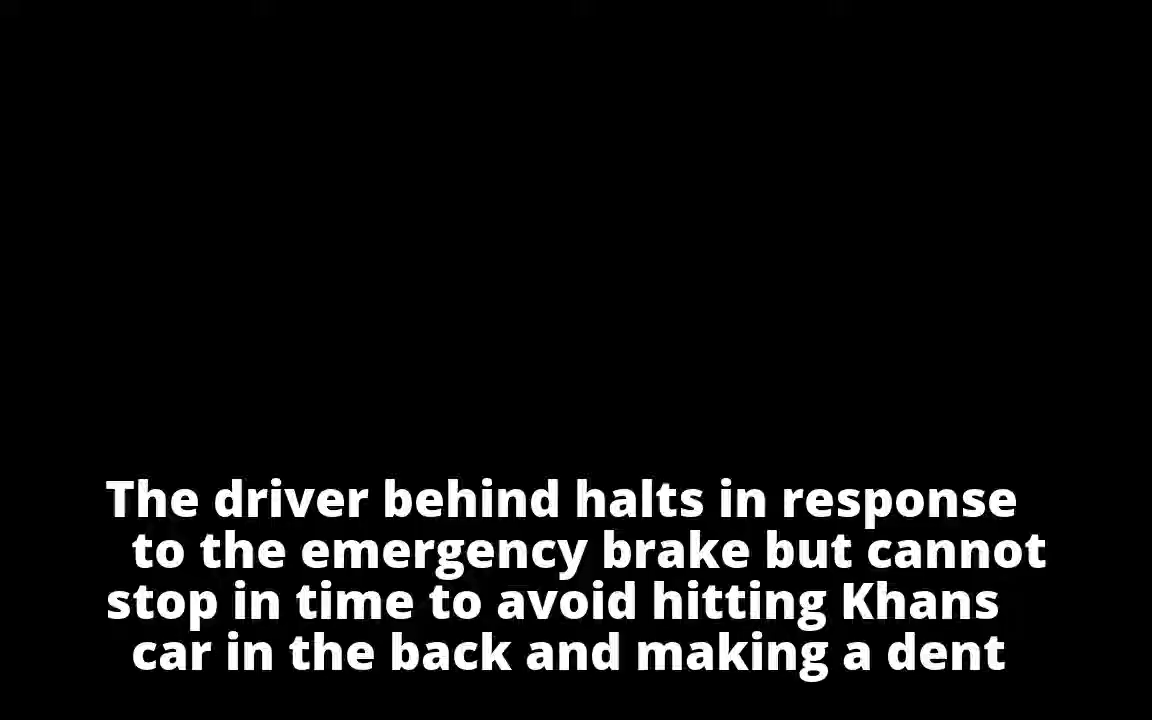 The driver behind halts in response
to the emergency brake but cannot
stop in time to avoid hitting Khans
car in the back and making a dent